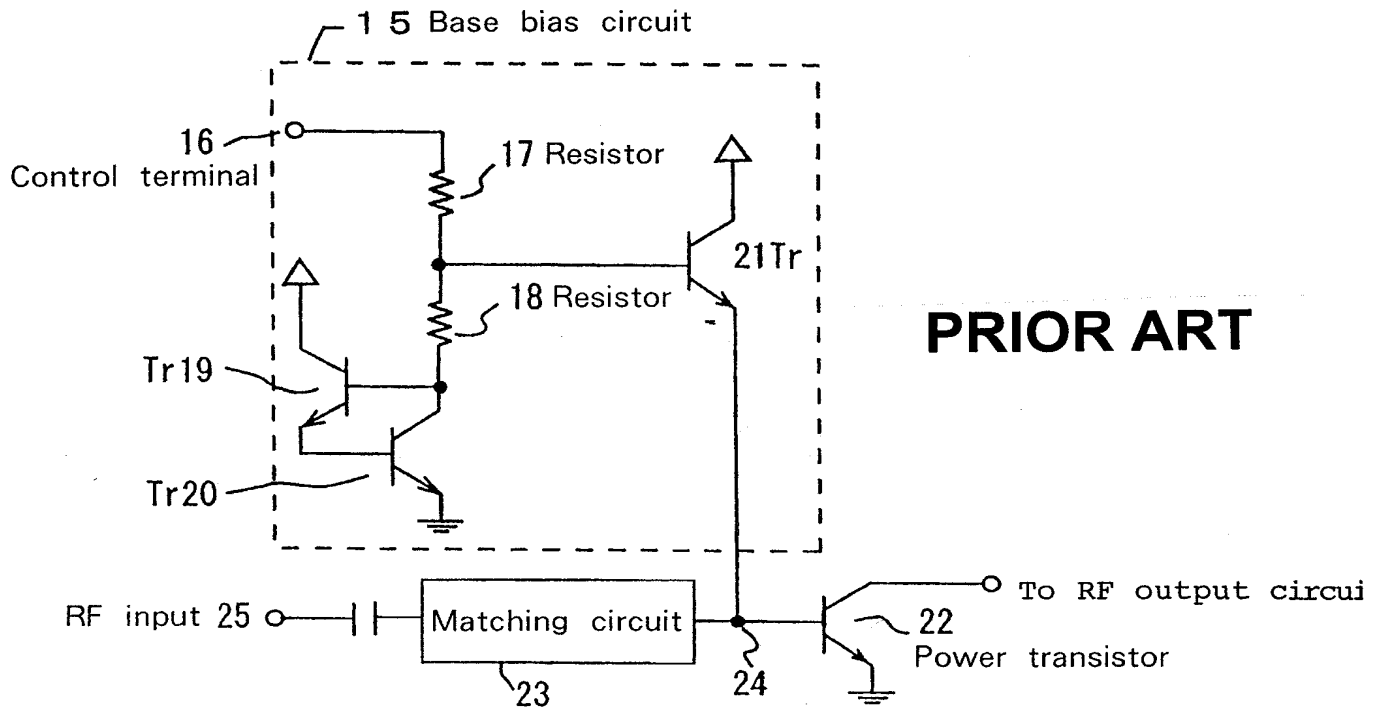 1 5 Base bias circuit
16
Control terminal
17 Resistor
21Tr
18 Resistor
PRIOR ART
Tr19
Tr20
RF input 25
Matching circuit
23
24
To RF output circui
22
Power transistor